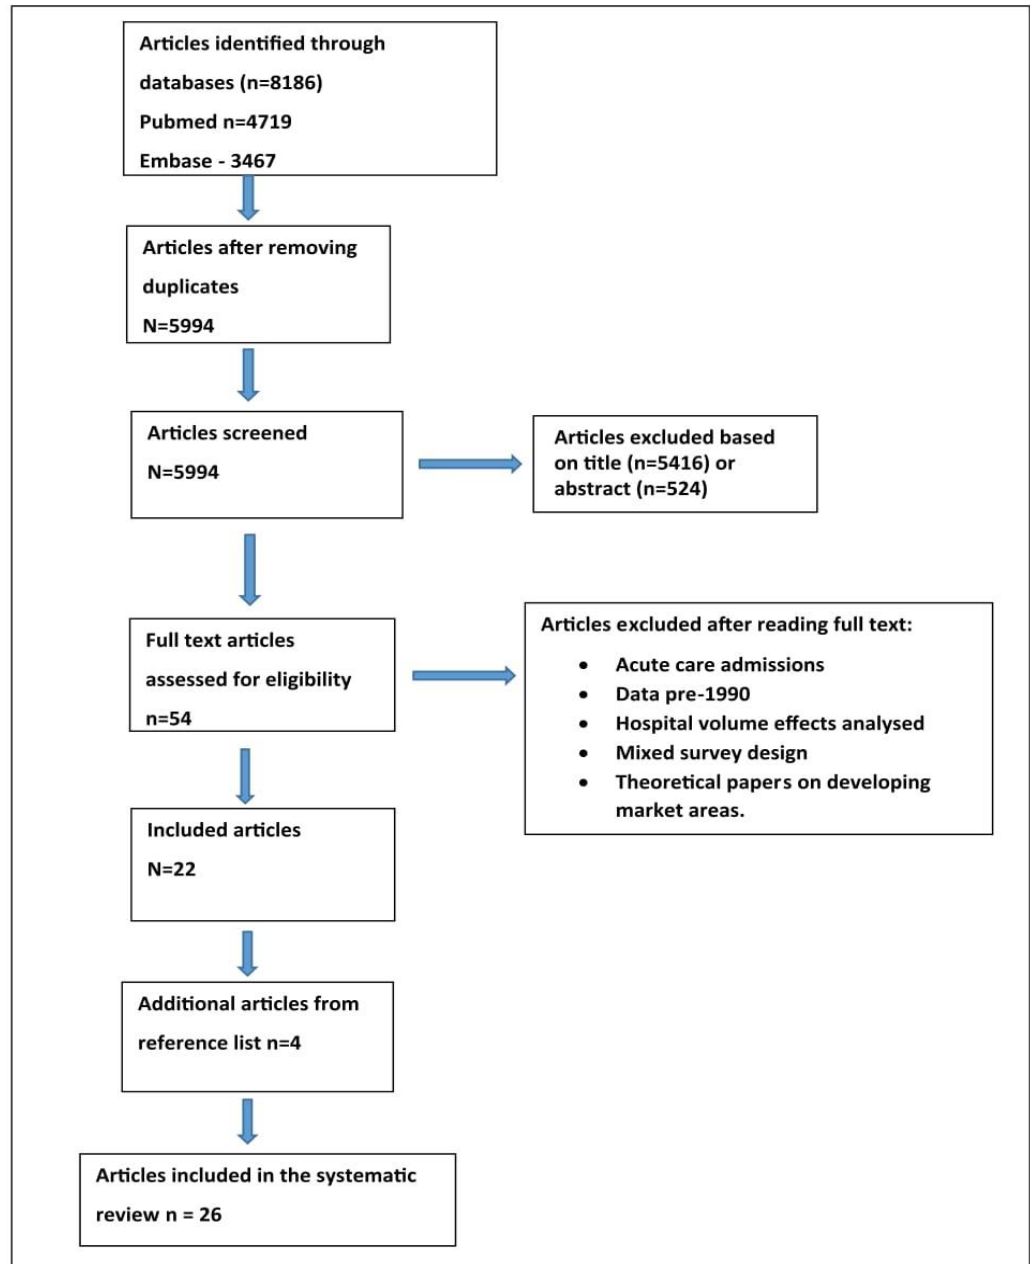 Articles identified through
databases (n=8186)
Pubmed n=4719
Embase - 3467
Articles after removing
duplicates
N=5994
Articles screened
N=5994
Articles excluded based
on title (n=5416) or
abstract (n=524)
Full text articles
assessed for eligibility
n=54
Articles excluded after reading full text:
• Acute care admissions
• Data pre-1990
• Hospital volume effects analysed
• Mixed survey design
• Theoretical papers on developing
market areas.
Included articles
N=22
Additional articles from
reference list n=4
Articles included in the systematic
review n = 26